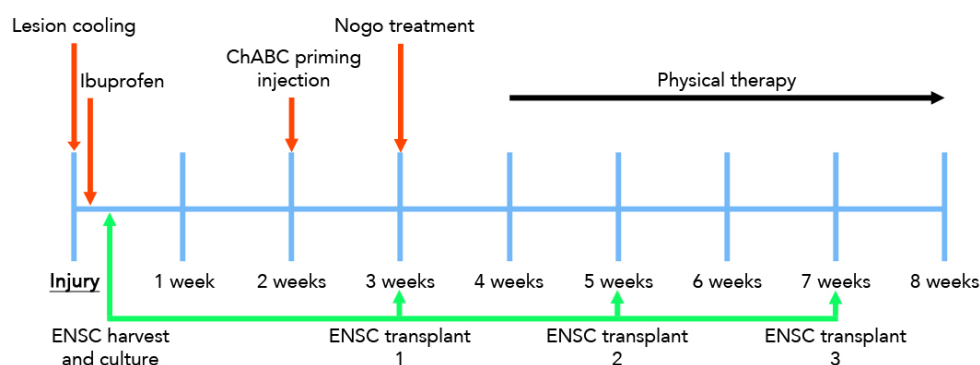 Lesion cooling
Ibuprofen
ChABC priming
injection
Nogo treatment
Physical therapy
Injury
1 week
2 weeks
3 weeks
4 weeks
5 weeks
6 weeks
7 weeks
8 weeks
ENSC harvest
and culture
ENSC transplant
1
ENSC transplant
2
ENSC transplant
3